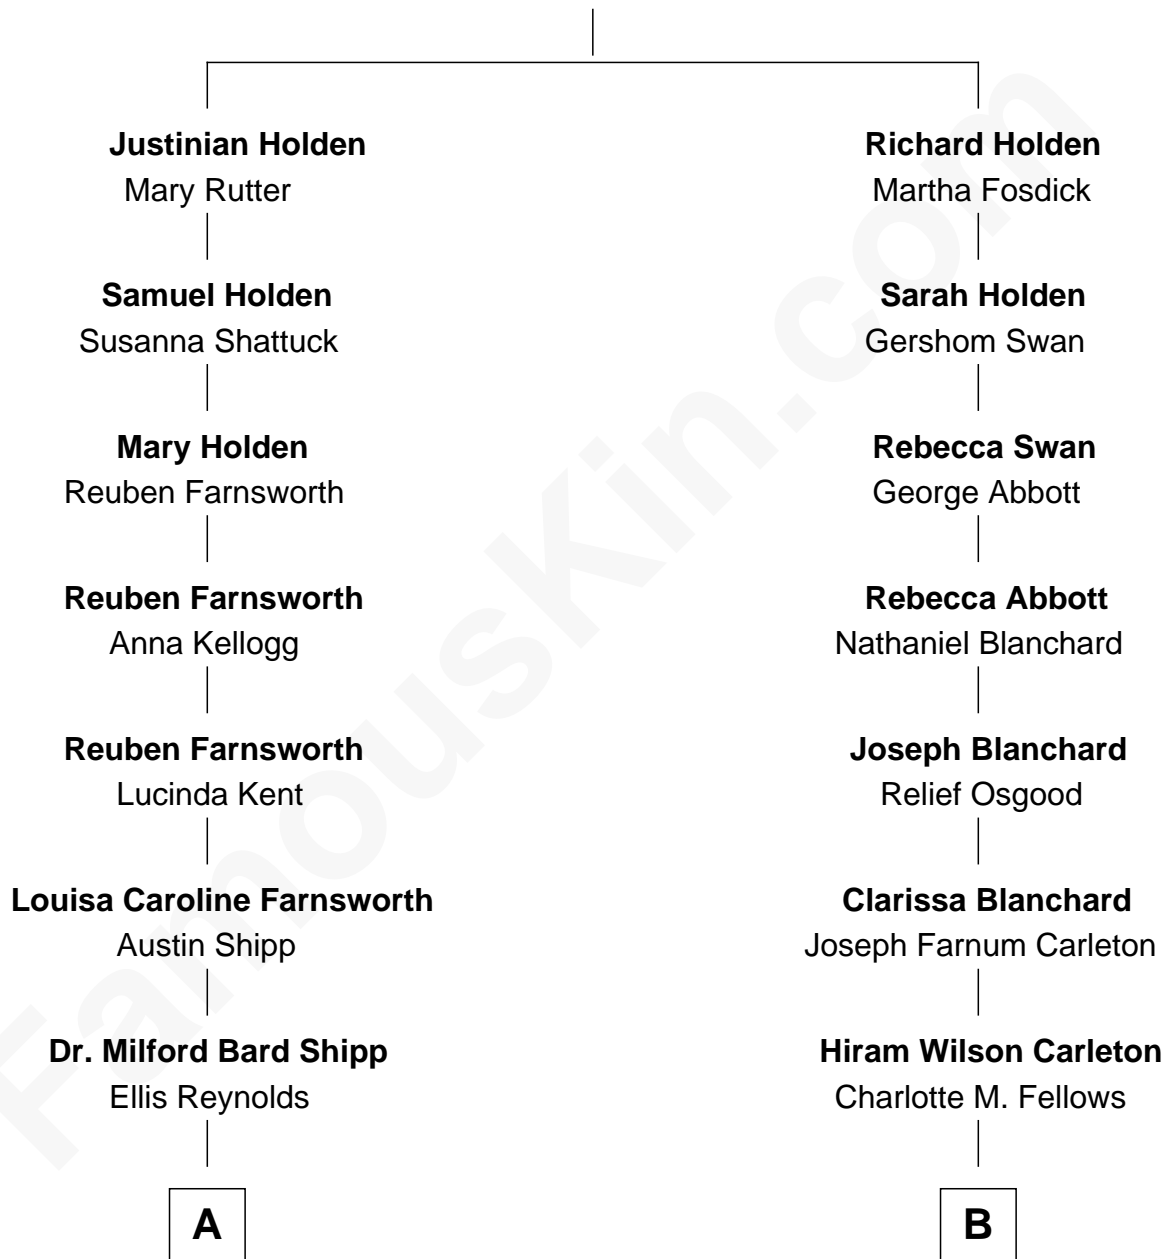 Justinian Holden
Mary Rutter
Samuel Holden
Susanna Shattuck
Mary Holden
Reuben Farnsworth
Reuben Farnsworth
Anna Kellogg
Reuben Farnsworth
Lucinda Kent
Louisa Caroline Farnsworth
Austin Shipp
Dr. Milford Bard Shipp
Ellis Reynolds
A
Richard Holden
Martha Fosdick
Sarah Holden
Gershom Swan
Rebecca Swan
George Abbott
Rebecca Abbott
Nathaniel Blanchard
Joseph Blanchard
Relief Osgood
Clarissa Blanchard
Joseph Farnum Carleton
Hiram Wilson Carleton
Charlotte M. Fellows
B
FamousKin.com